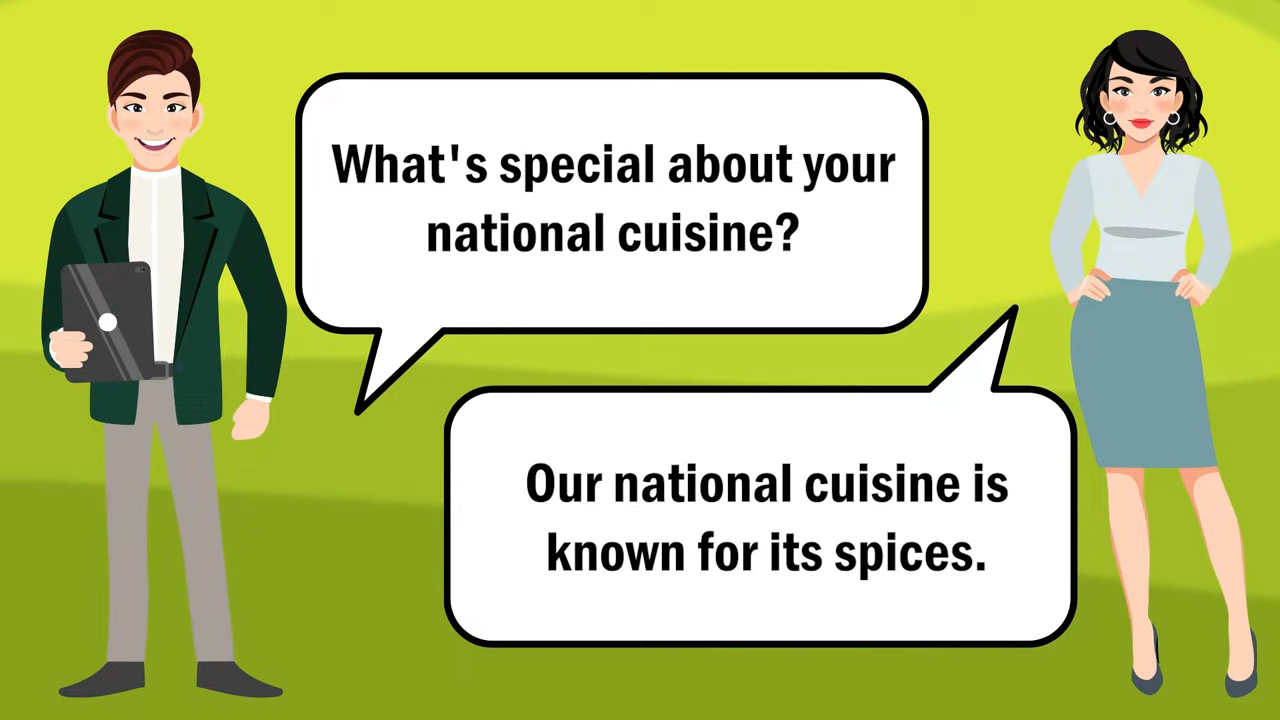 What's special about your
national cuisine?
Our national cuisine is
known for its spices.